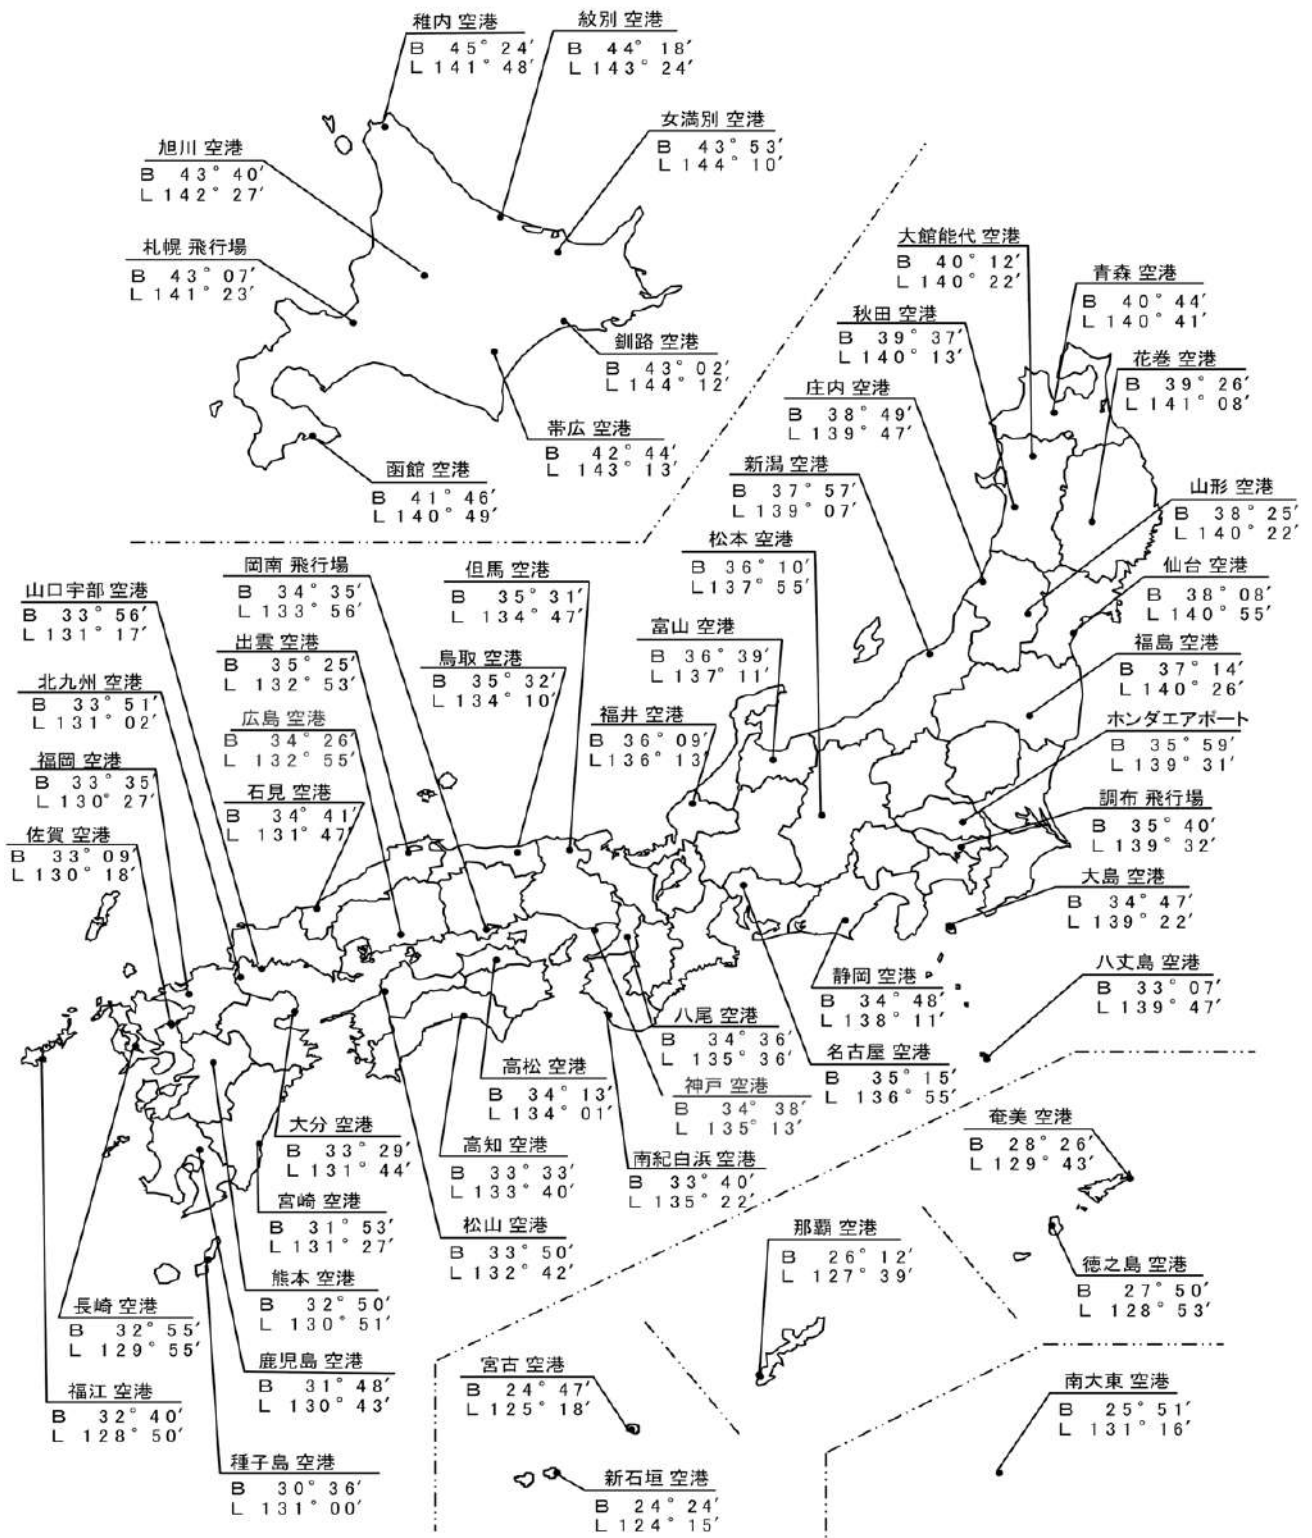 稚内 空港
B 45° 24′
L 141° 48′
紋別 空港
B 44° 18′
L 143° 24′
女満別 空港
B 43° 53′
L 144° 10′
旭川 空港
B 43° 40′
L 142° 27′
札幌 飛行場
B 43° 07′
L 141° 23′
釧路 空港
B 43° 02′
L 144° 12′
帯広 空港
B 42° 44′
L 143° 13′
函館 空港
B 41° 46′
L 140° 49′
大館能代 空港
B 40° 12′
L 140° 22′
青森 空港
B 40° 44′
L 140° 41′
秋田 空港
B 39° 37′
L 140° 13′
花巻 空港
B 39° 26′
L 141° 08′
庄内 空港
B 38° 49′
L 139° 47′
新潟 空港
B 37° 57′
L 139° 07′
山形 空港
B 38° 25′
L 140° 22′
松本 空港
B 36° 10′
L 137° 55′
仙台 空港
B 38° 08′
L 140° 55′
富山 空港
B 36° 39′
L 137° 11′
福島 空港
B 37° 14′
L 140° 26′
福井 空港
B 36° 09′
L 136° 13′
ホンダエアポート
B 35° 59′
L 139° 31′
調布 飛行場
B 35° 40′
L 139° 32′
大島 空港
B 34° 47′
L 139° 22′
八丈島 空港
B 33° 07′
L 139° 47′
岡南 飛行場
B 34° 35′
L 133° 56′
但馬 空港
B 35° 31′
L 134° 47′
山口宇部 空港
B 33° 56′
L 131° 17′
出雲 空港
B 35° 25′
L 132° 53′
鳥取 空港
B 35° 32′
L 134° 10′
北九州 空港
B 33° 51′
L 131° 02′
広島 空港
B 34° 26′
L 132° 55′
福岡 空港
B 33° 35′
L 130° 27′
石見 空港
B 34° 41′
L 131° 47′
佐賀 空港
B 33° 09′
L 130° 18′
静岡 空港
B 34° 48′
L 138° 11′
八尾 空港
B 34° 36′
L 135° 36′
名古屋 空港
B 35° 15′
L 136° 55′
高松 空港
B 34° 13′
L 134° 01′
神戸 空港
B 34° 38′
L 135° 13′
大分 空港
B 33° 29′
L 131° 44′
高知 空港
B 33° 33′
L 133° 40′
南紀白浜 空港
B 33° 40′
L 135° 22′
宮崎 空港
B 31° 53′
L 131° 27′
松山 空港
B 33° 50′
L 132° 42′
熊本 空港
B 32° 50′
L 130° 51′
長崎 空港
B 32° 55′
L 129° 55′
鹿児島 空港
B 31° 48′
L 130° 43′
福江 空港
B 32° 40′
L 128° 50′
種子島 空港
B 30° 36′
L 131° 00′
奄美 空港
B 28° 26′
L 129° 43′
那覇 空港
B 26° 12′
L 127° 39′
徳之島 空港
B 27° 50′
L 128° 53′
宮古 空港
B 24° 47′
L 125° 18′
南大東 空港
B 25° 51′
L 131° 16′
新石垣 空港
B 24° 24′
L 124° 15′